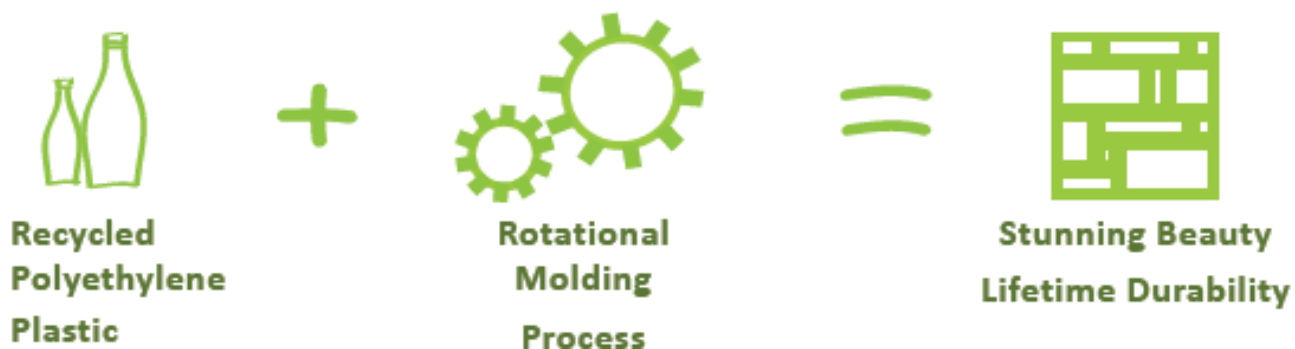 Recycled
Polyethylene
Plastic
+
Rotational
Molding
Process
=
Stunning Beauty
Lifetime Durability